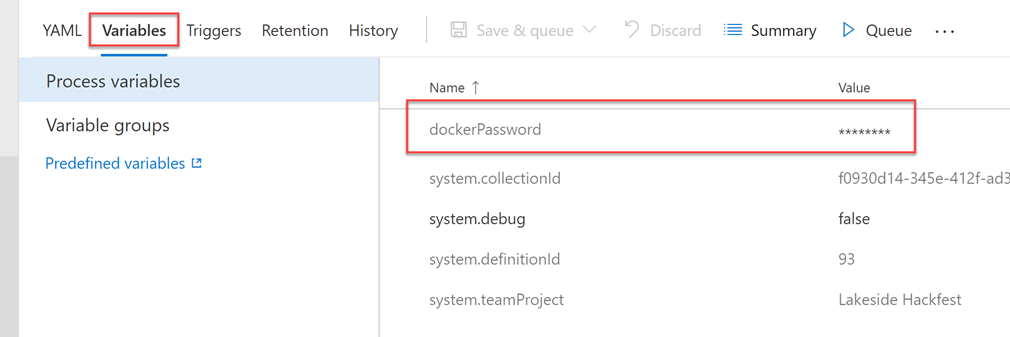 YAML Variables Triggers Retention History Save & queue Discard Summary Queue ...
Process variables
Variable groups
Predefined variables
Name ↑ Value
dockerPassword ********
system.collectionId f0930d14-345e-412f-ad3
system.debug false
system.definitionId 93
system.teamProject Lakeside Hackfest